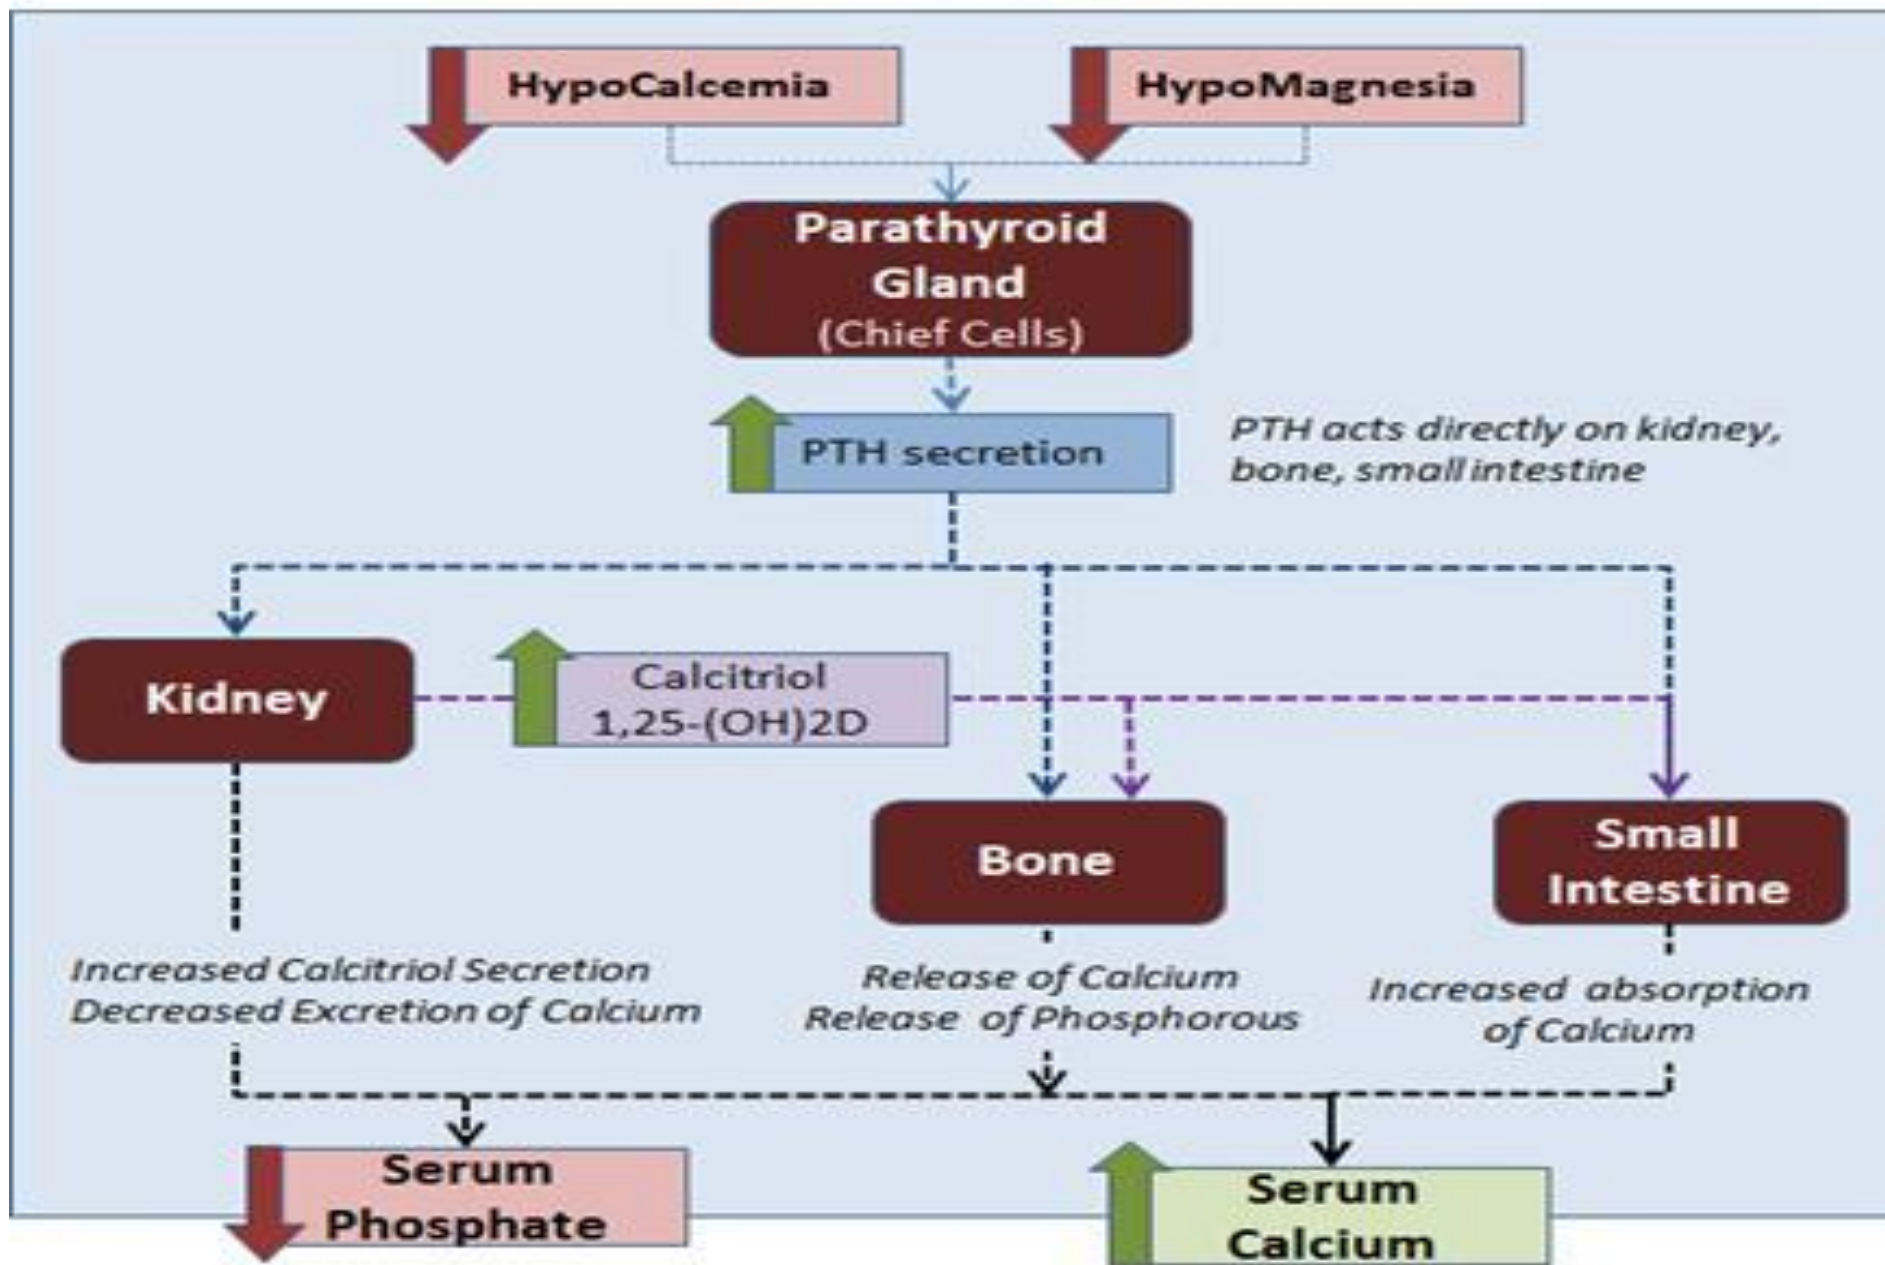 HypoCalcemia
HypoMagnesia
Parathyroid
Gland
(Chief Cells)
PTH secretion
PTH acts directly on kidney,
bone, small intestine
Kidney
Calcitriol
1,25-(OH)2D
Bone
Small
Intestine
Increased Calcitriol Secretion
Decreased Excretion of Calcium
Release of Calcium
Release of Phosphorous
Increased absorption
of Calcium
Serum
Phosphate
Serum
Calcium